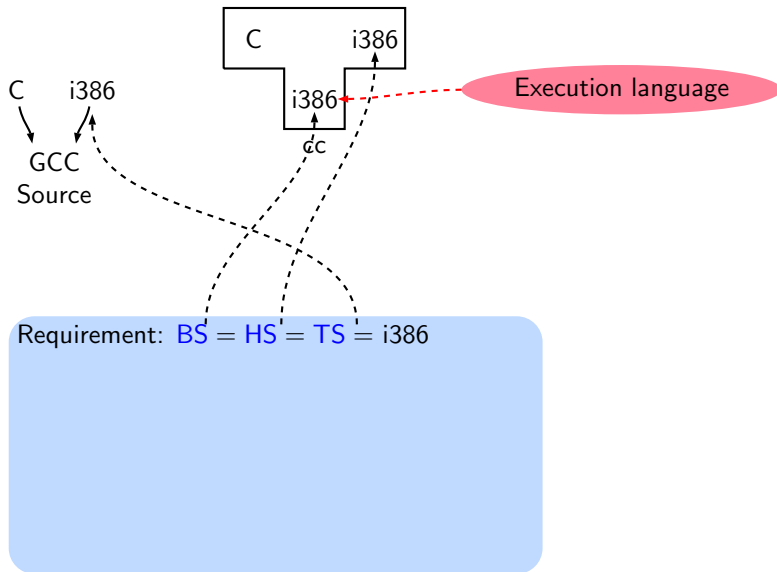 C i386
C i386
i386
Execution language
cc
GCC
Source
Requirement: BS = HS = TS = i386